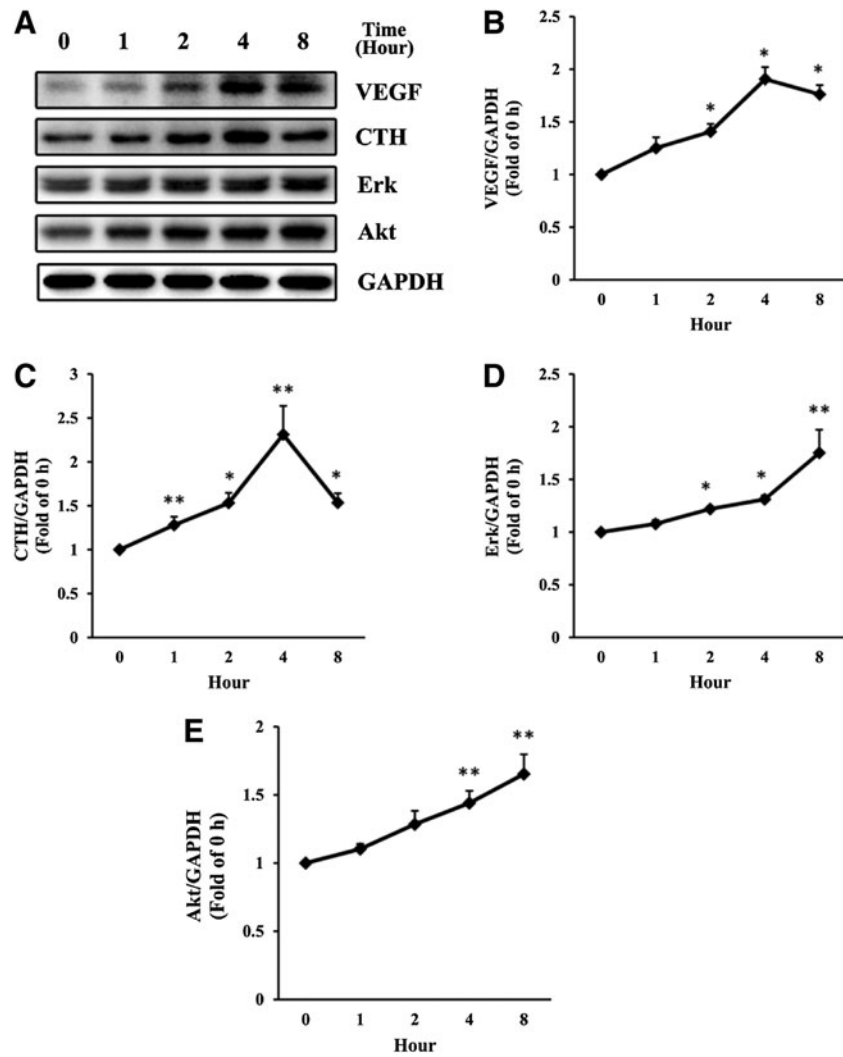 A
0 1 2 4 8 Time
(Hour)
VEGF
CTH
Erk
Akt
GAPDH
B
VEGF/GAPDH
(Fold of 0 h)
2.5
2
1.5
1
0.5
0
* * *
0 1 2 4 8
Hour
C
CTH/GAPDH
(Fold of 0 h)
3
2.5
2
1.5
1
0.5
0
** * ** *
0 1 2 4 8
Hour
D
Erk/GAPDH
(Fold of 0 h)
2.5
2
1.5
1
0.5
0
* * **
0 1 2 4 8
Hour
E
Akt/GAPDH
(Fold of 0 h)
2
1.5
1
0.5
0
** **
0 1 2 4 8
Hour